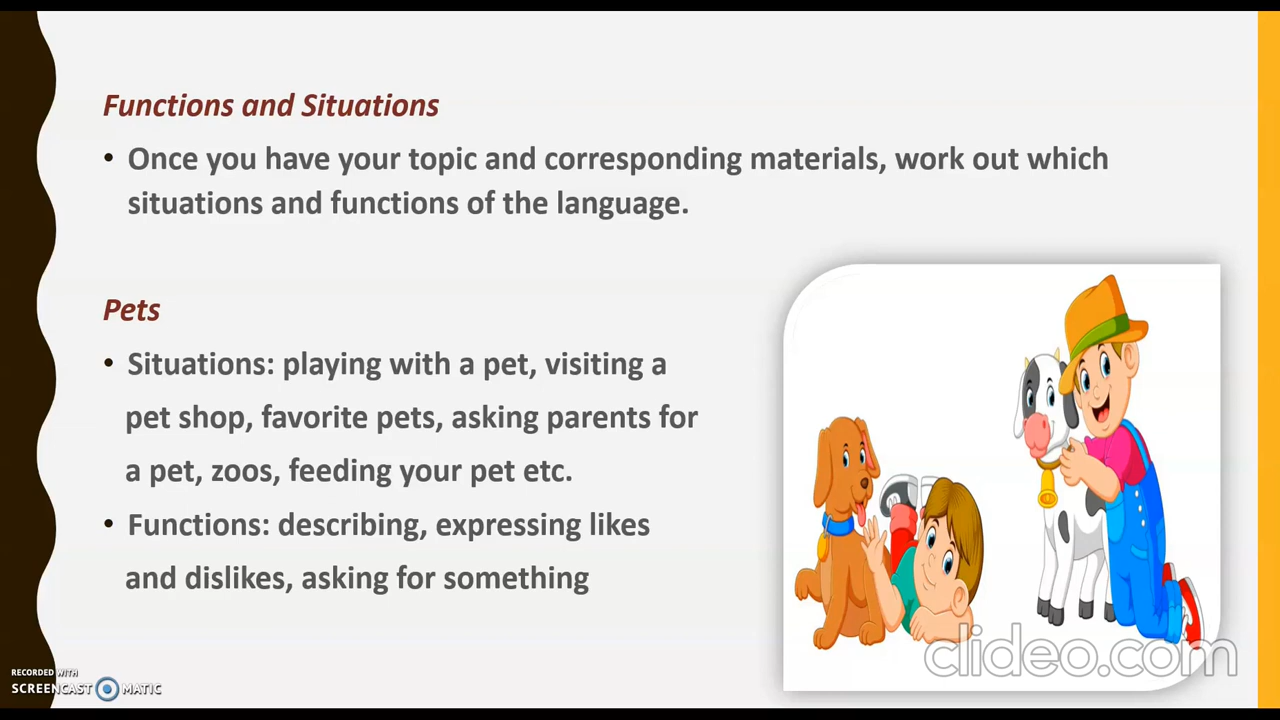 Functions and Situations
• Once you have your topic and corresponding materials, work out which
situations and functions of the language.
Pets
• Situations: playing with a pet, visiting a
pet shop, favorite pets, asking parents for
a pet, zoos, feeding your pet etc.
• Functions: describing, expressing likes
and dislikes, asking for something
clideo.com
RECORDED WITH
SCREENCAST MATIC